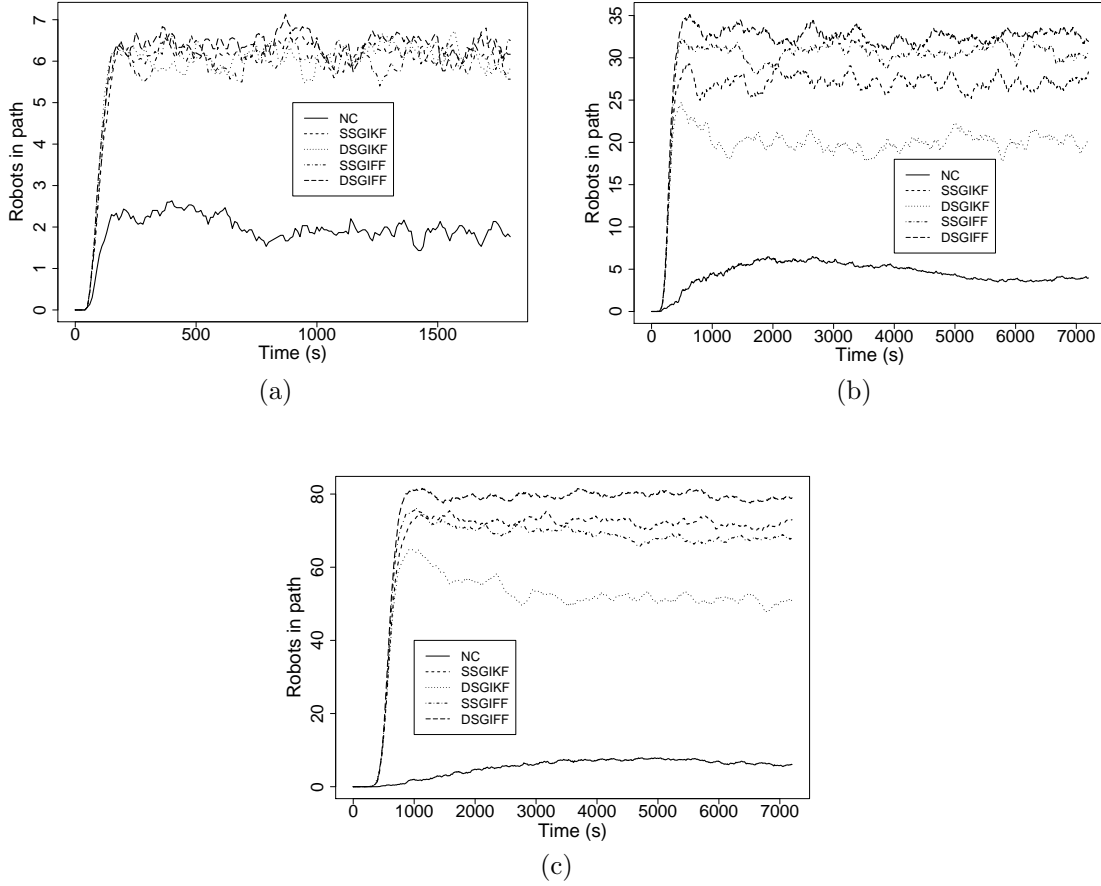 Robots in path
0 1 2 3 4 5 6 7
NC
SSGIKF
DSGIKF
SSGIFF
DSGIFF
0 500 1000 1500
Time (s)
(a)
Robots in path
0 5 10 15 20 25 30 35
NC
SSGIKF
DSGIKF
SSGIFF
DSGIFF
0 1000 2000 3000 4000 5000 6000 7000
Time (s)
(b)
Robots in path
0 20 40 60 80
NC
SSGIKF
DSGIKF
SSGIFF
DSGIFF
0 1000 2000 3000 4000 5000 6000 7000
Time (s)
(c)